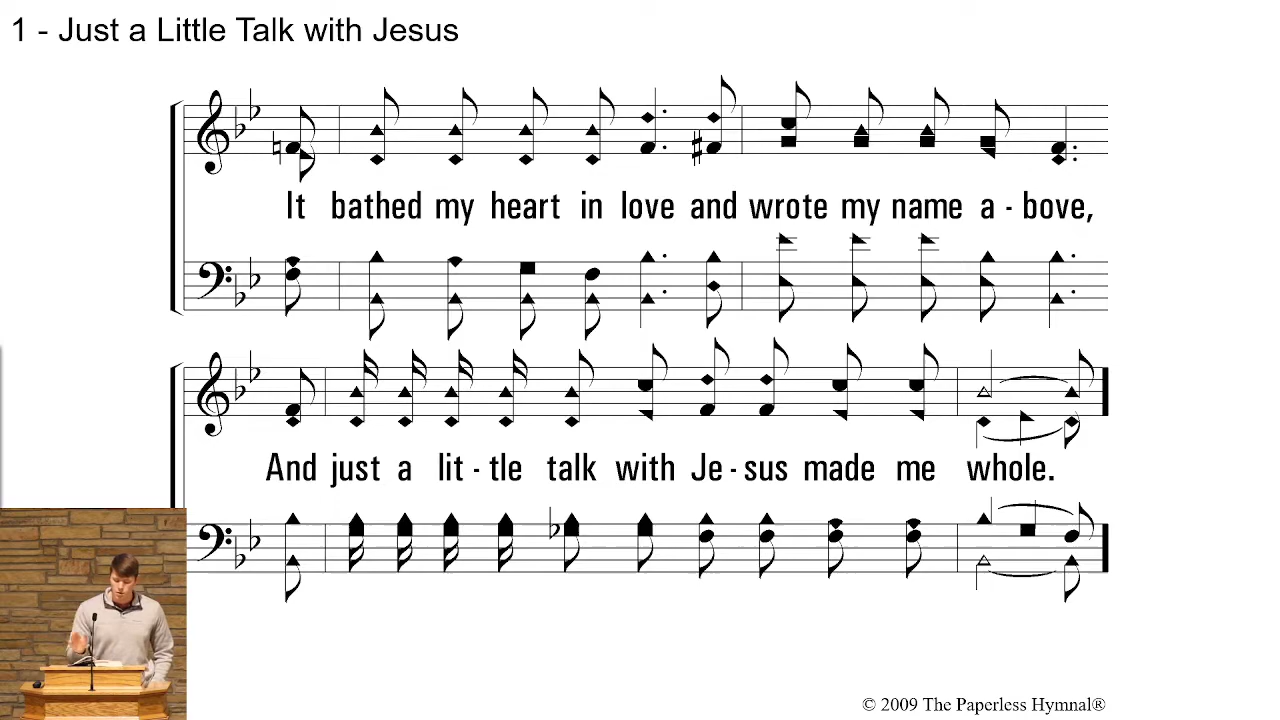 1 - Just a Little Talk with Jesus
It bathed my heart in love and wrote my name a - bove,
And just a lit - tle talk with Je - sus made me whole.
© 2009 The Paperless Hymnal®